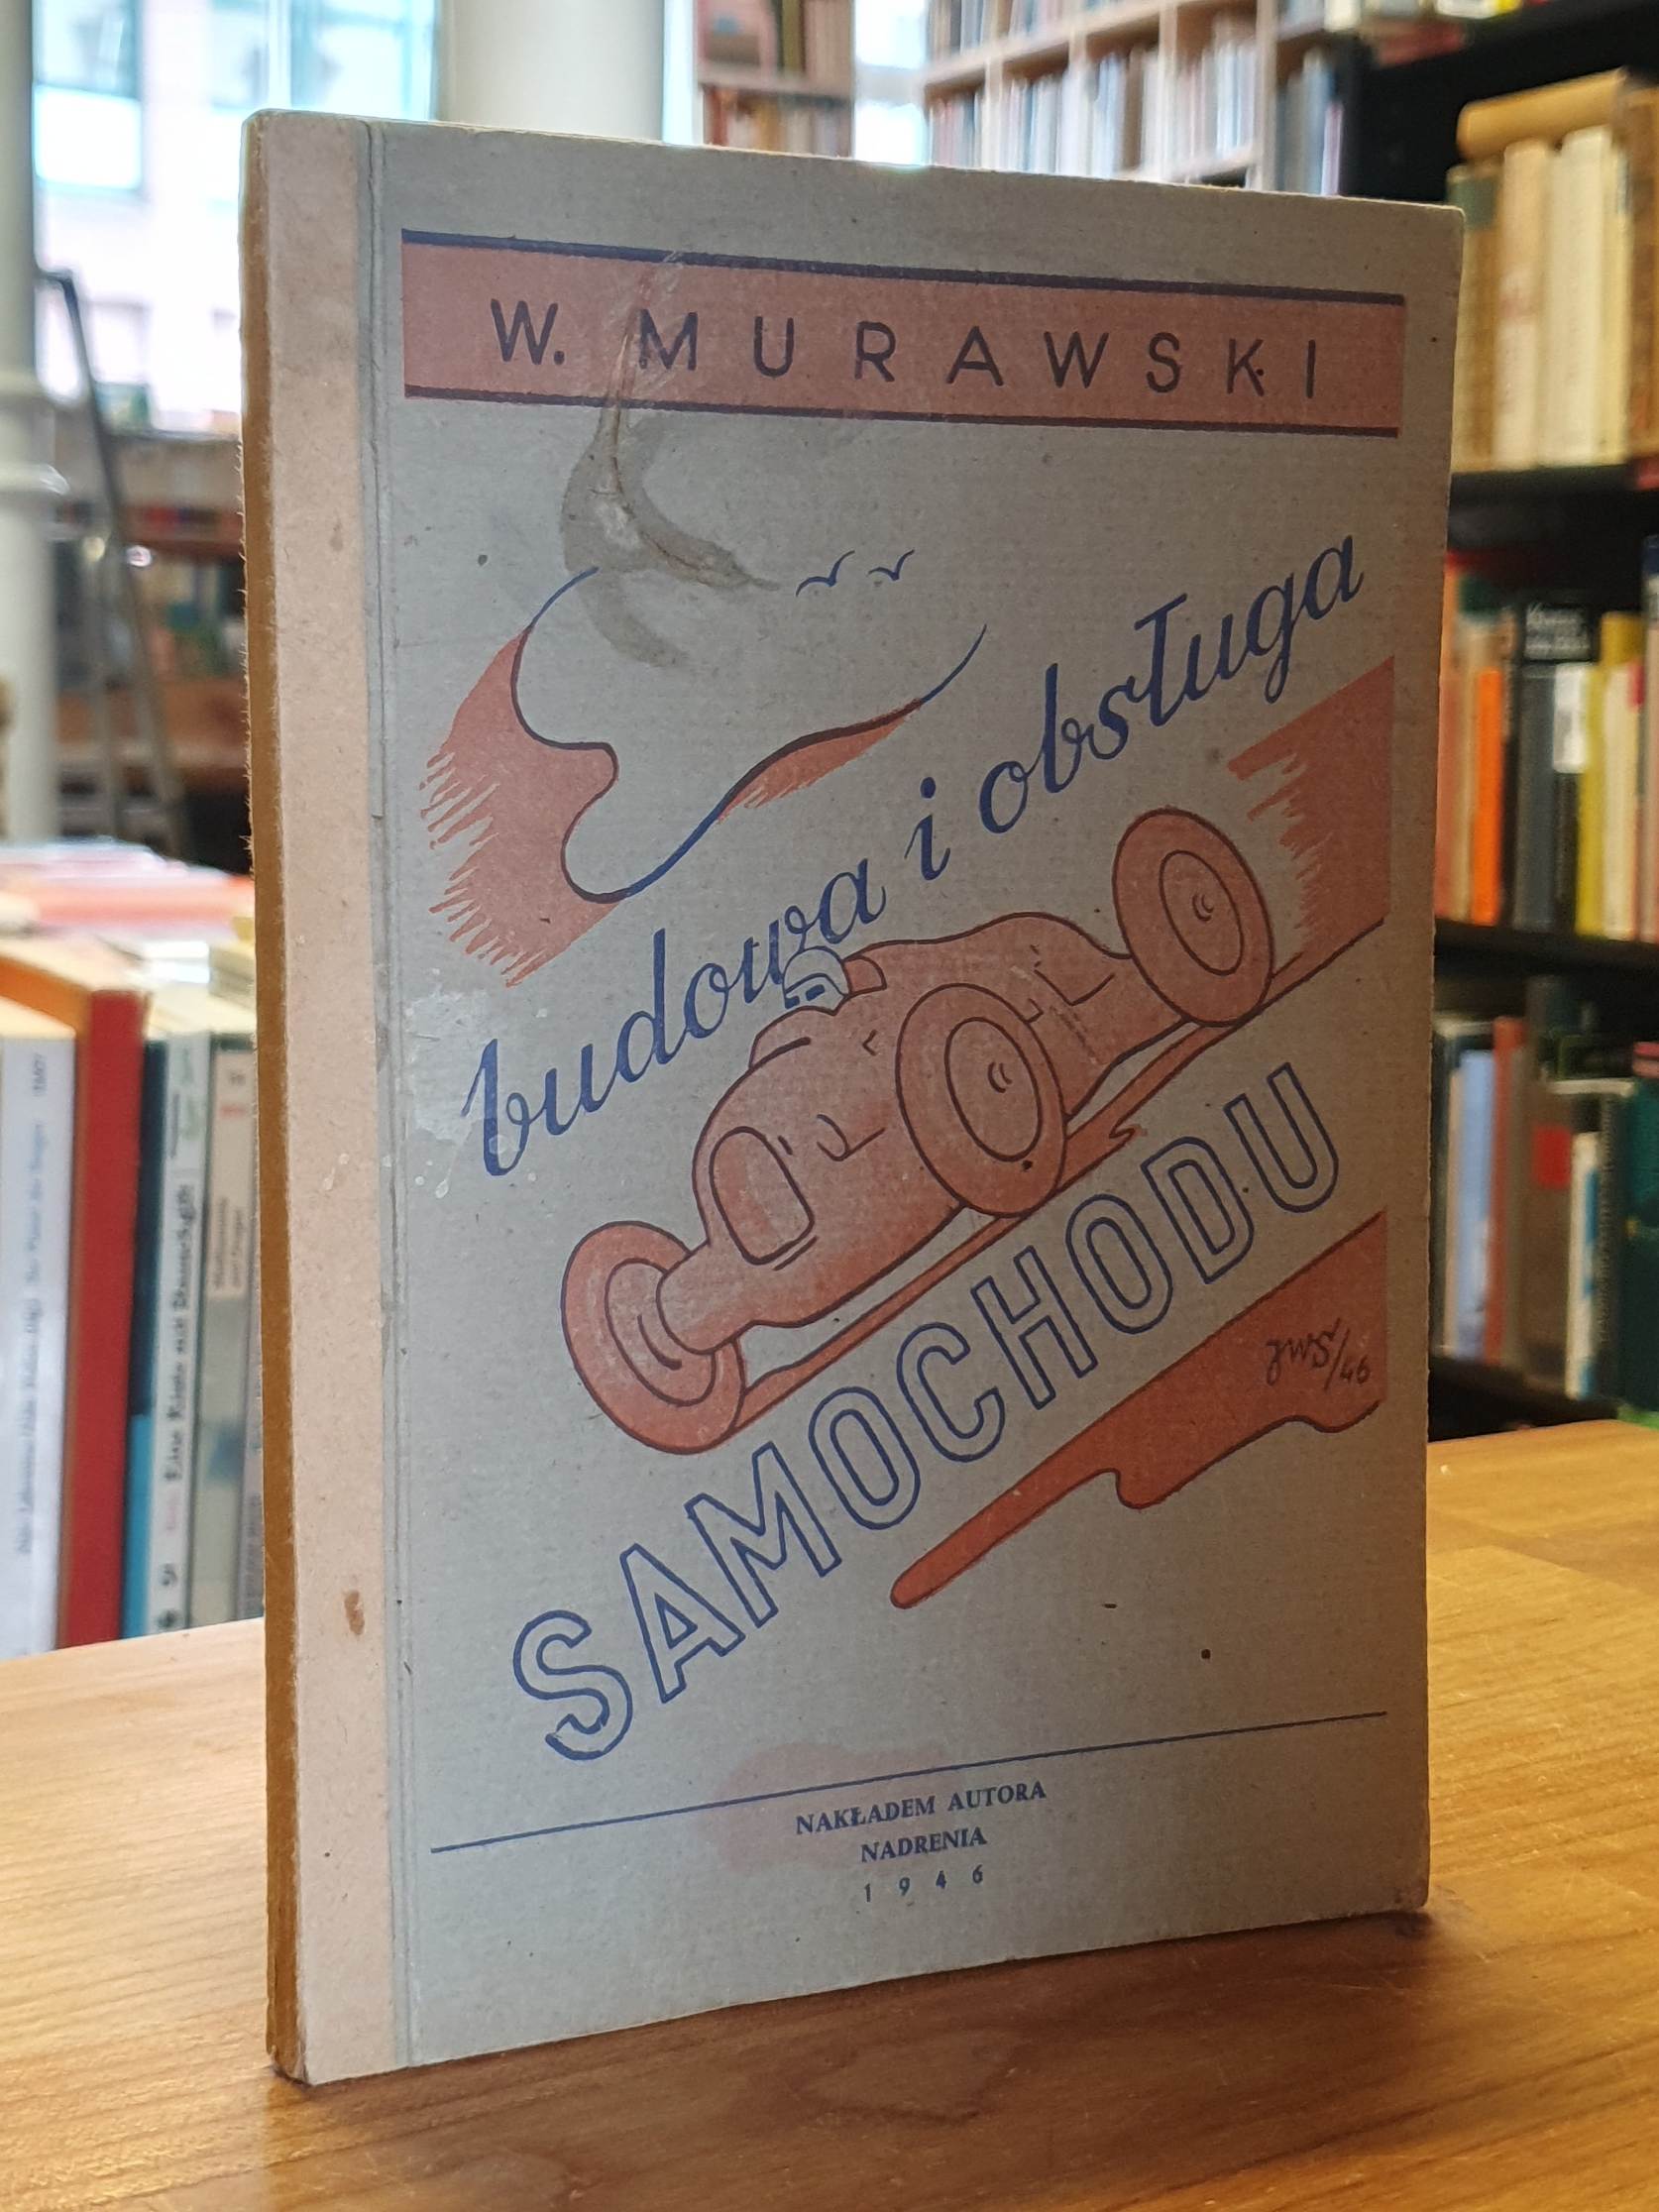 W. MURAWSKI
budowa i obsługa
SAMOCHODU
JWS/46
NAKŁADEM AUTORA
NADRENIA
1946